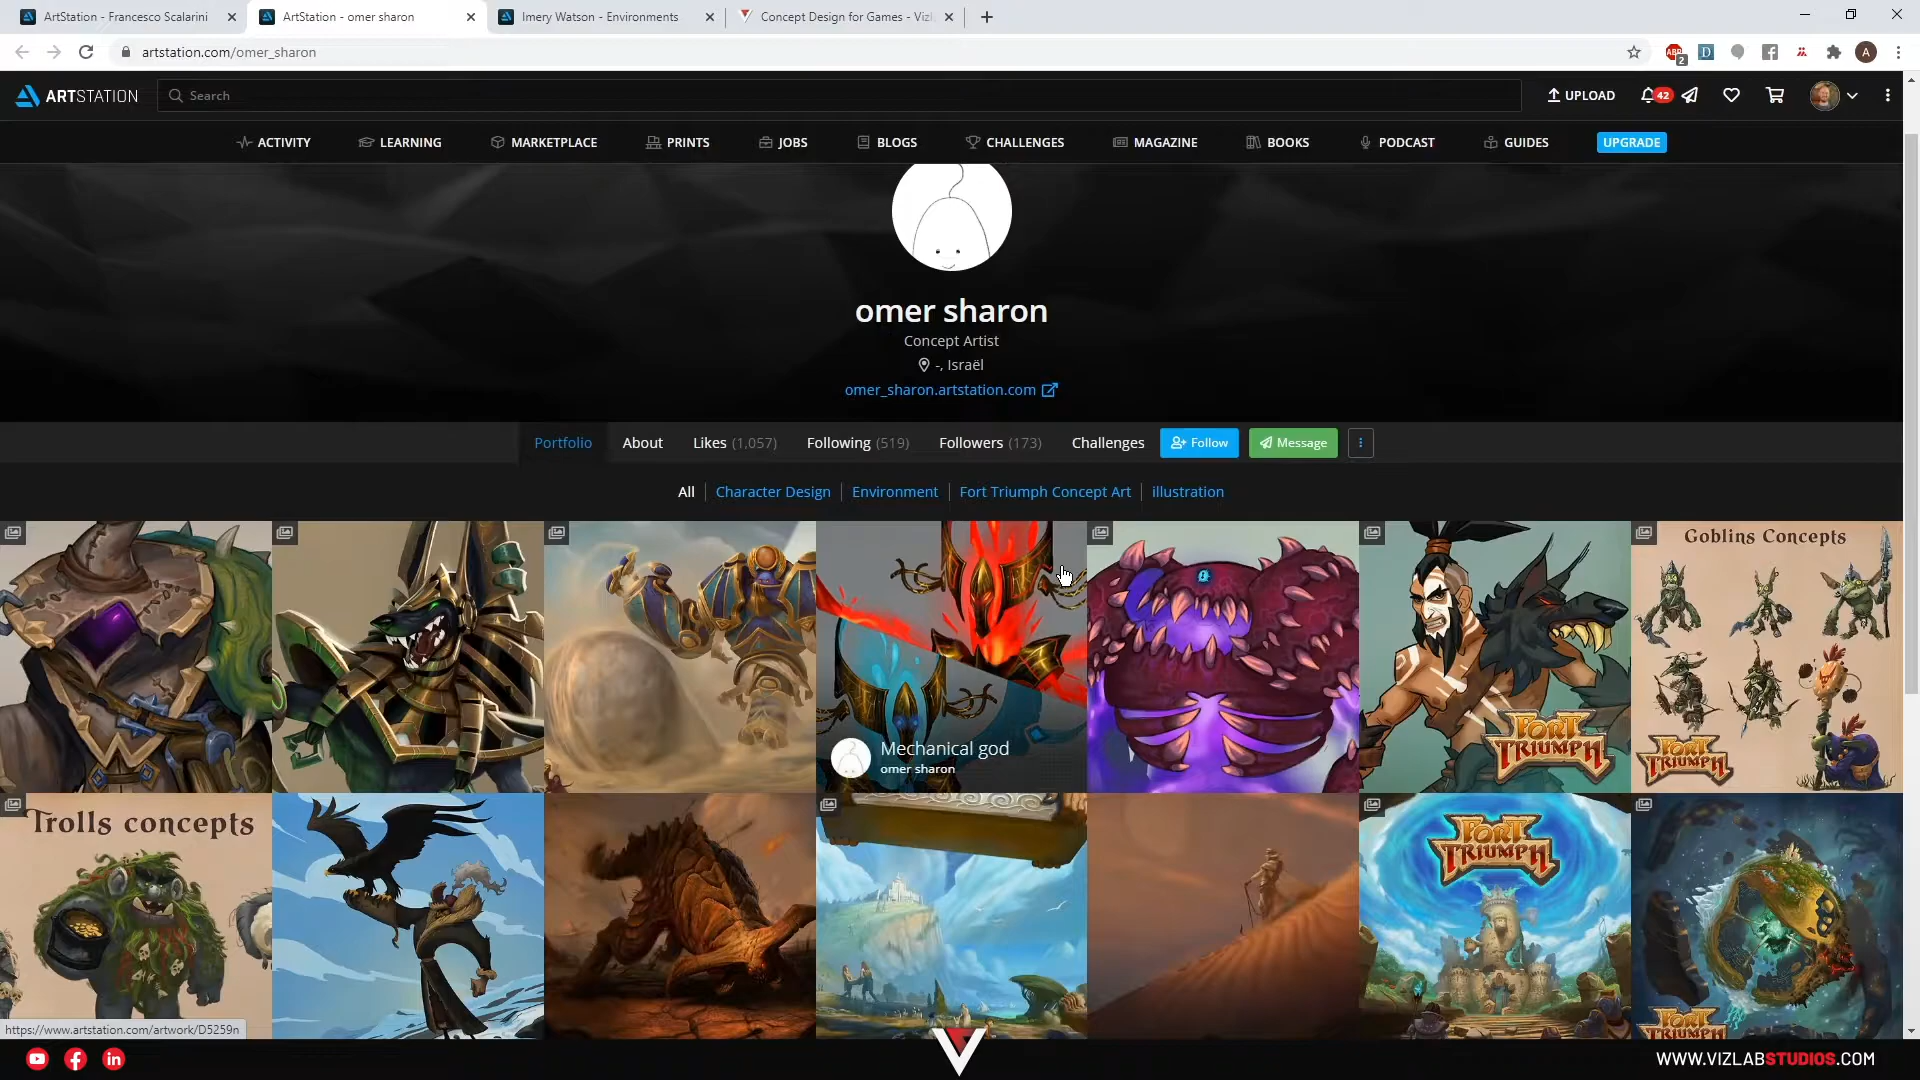 ArtStation - Francesco Scalarini
ArtStation - omer sharon
Imery Watson - Environments
Concept Design for Games - Viz
artstation.com/omer_sharon
ABP
2
D
A
ARTSTATION
Search
UPLOAD
42
ACTIVITY
LEARNING
MARKETPLACE
PRINTS
JOBS
BLOGS
CHALLENGES
MAGAZINE
BOOKS
PODCAST
GUIDES
UPGRADE
omer sharon
Concept Artist
-, Israël
omer_sharon.artstation.com
Portfolio
About
Likes (1,057)
Following (519)
Followers (173)
Challenges
Follow
Message
All
Character Design
Environment
Fort Triumph Concept Art
illustration
Goblins Concepts
Mechanical god
omer sharon
FORT
TRIUMPH
FORT
TRIUMPH
Trolls concepts
FORT
TRIUMPH
FORT
TRIUMPH
https://www.artstation.com/artwork/D5259n
WWW.VIZLABSTUDIOS.COM